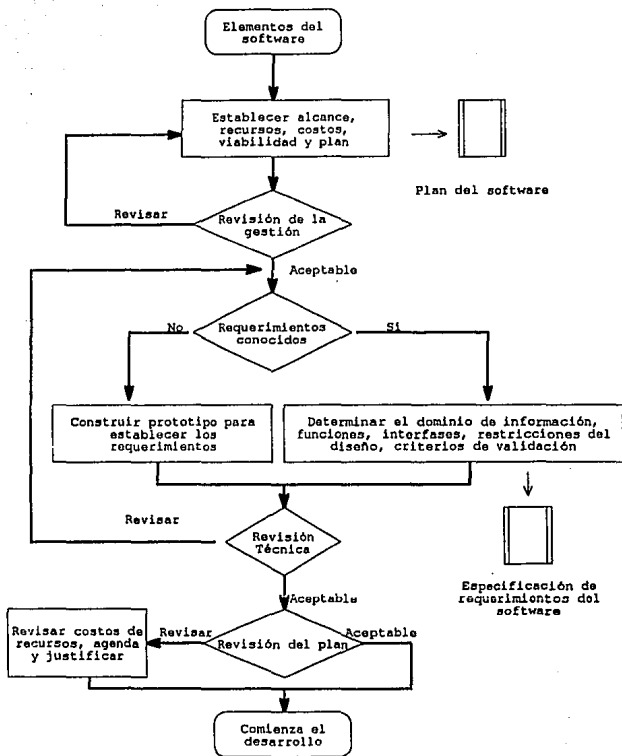 Elementos del
software
Establecer alcance,
recursos, costos,
viabilidad y plan
Plan del software
Revisar
Revisión de la
gestión
Aceptable
Requerimientos
conocidos
No
Si
Construir prototipo para
establecer los
requerimientos
Determinar el dominio de información,
funciones, interfases, restricciones del
diseño, criterios de validación
Revisar
Revisión
Técnica
Especificación de
requerimientos del
software
Aceptable
Revisar costos de
recursos, agenda
y justificar
Revisar
Revisión del plan
Aceptable
Comienza el
desarrollo